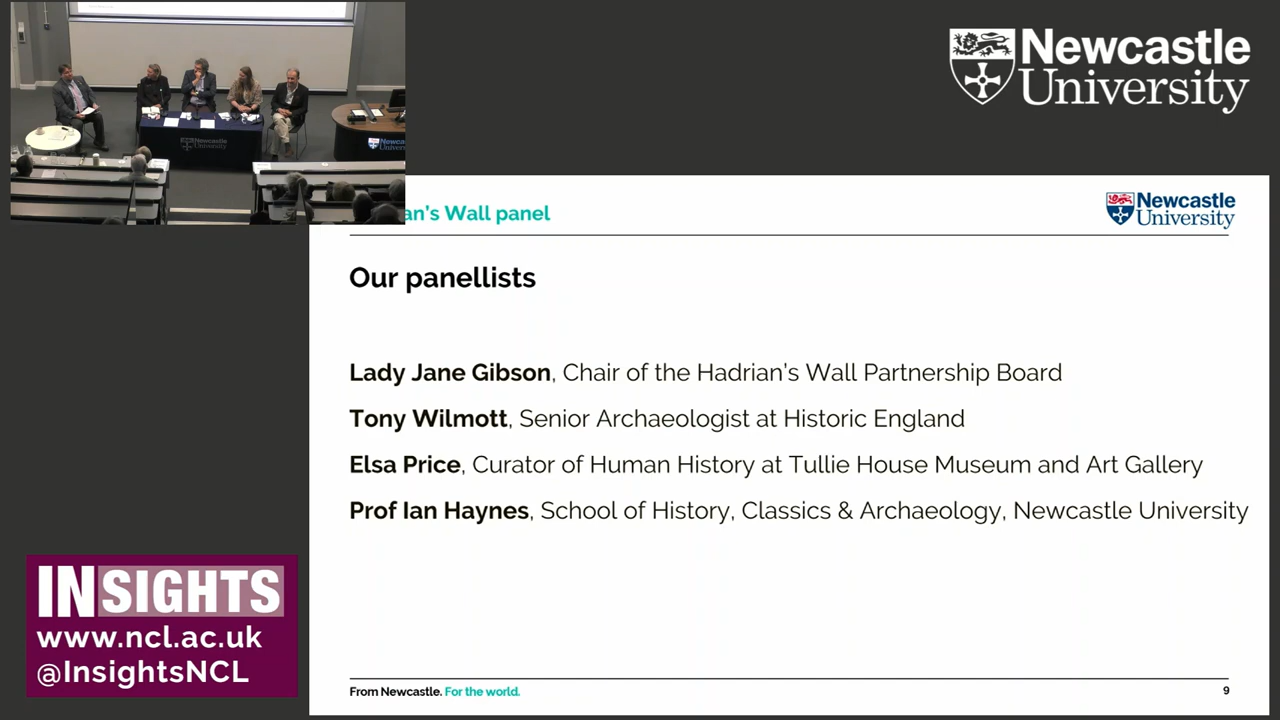 Newcastle
University
an's Wall panel
Newcastle
University
Our panellists
Lady Jane Gibson, Chair of the Hadrian's Wall Partnership Board
Tony Wilmott, Senior Archaeologist at Historic England
Elsa Price, Curator of Human History at Tullie House Museum and Art Gallery
Prof Ian Haynes, School of History, Classics & Archaeology, Newcastle University
INSIGHTS
www.ncl.ac.uk
@InsightsNCL
From Newcastle. For the world.
9
Newcastle
University